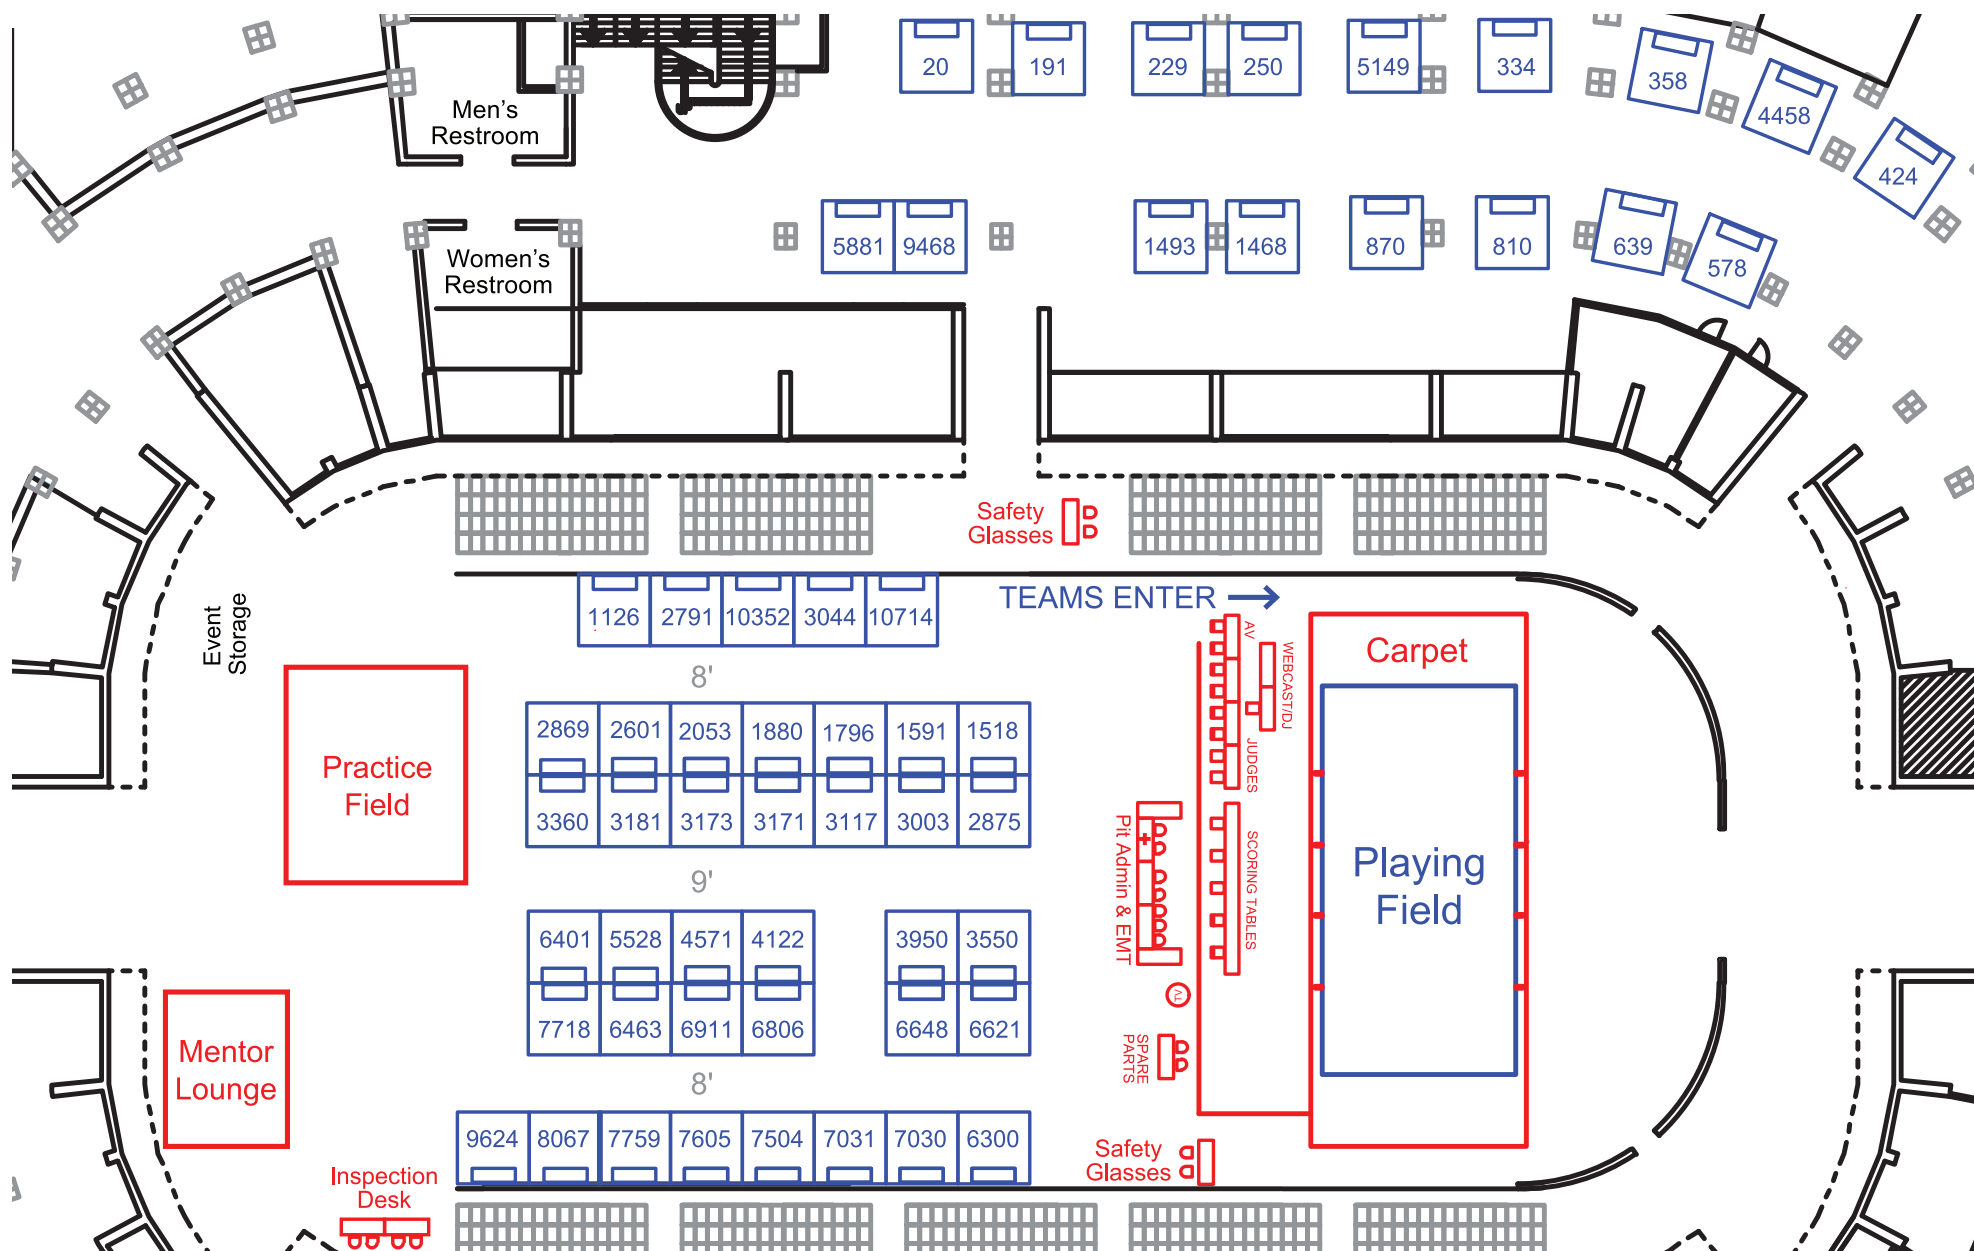 20 191 229 250 5149 334 358
4458
424
Men's
Restroom
5881 9468 1493 1468 870 810 639
578
Women's
Restroom
Safety
Glasses
TEAMS ENTER
1126 2791 10352 3044 10714
8'
Event
Storage
AV
WEBCAST/DJ
JUDGES
Carpet
2869 2601 2053 1880 1796 1591 1518
3360 3181 3173 3171 3117 3003 2875
Practice
Field
9'
Pit Admin & EMT
SCORING TABLES
Playing
Field
6401 5528 4571 4122 3950 3550
7718 6463 6911 6806 6648 6621
TV
SPARE
PARTS
Mentor
Lounge
8'
9624 8067 7759 7605 7504 7031 7030 6300
Safety
Glasses
Inspection
Desk